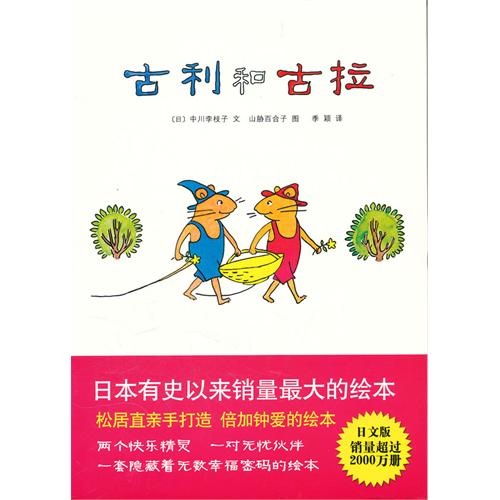 古利和古拉
〔日〕中川李枝子 文 山胁百合子 图 季颖 译
日本有史以来销量最大的绘本
松居直亲手打造 倍加钟爱的绘本
两个快乐精灵 一对无忧伙伴
一套隐藏着无数幸福密码的绘本
日文版
销量超过
2000万册